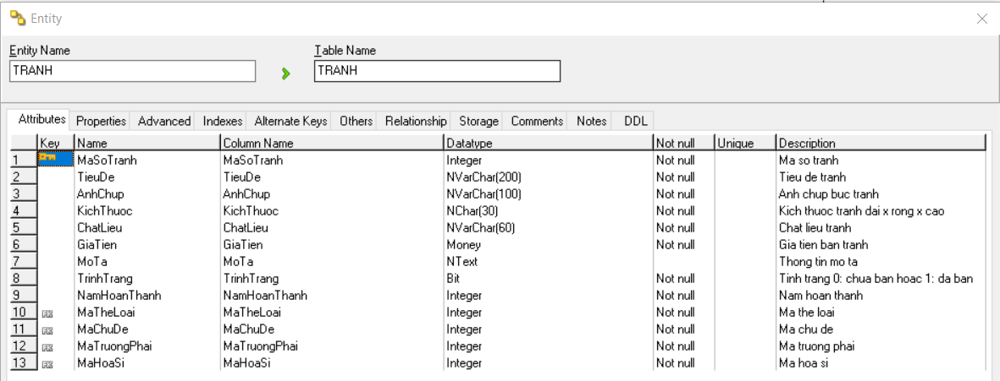 Entity
Entity Name
Table Name
TRANH
TRANH
Attributes Properties Advanced Indexes Alternate Keys Others Relationship Storage Comments Notes DDL
Key Name Column Name Datatype Not null Unique Description
1 MaSoTranh MaSoTranh Integer Not null Ma so tranh
2 TieuDe TieuDe NVarChar(200) Not null Tieu de tranh
3 AnhChup AnhChup NVarChar(100) Not null Anh chup buc tranh
4 KichThuoc KichThuoc NChar(30) Not null Kich thuoc tranh dai x rong x cao
5 ChatLieu ChatLieu NVarChar(60) Not null Chat lieu tranh
6 GiaTien GiaTien Money Not null Gia tien ban tranh
7 MoTa MoTa NText Thong tin mo ta
8 TrinhTrang TrinhTrang Bit Not null Tinh trang 0: chua ban hoac 1: da ban
9 NamHoanThanh NamHoanThanh Integer Not null Nam hoan thanh
10 FK MaTheLoai MaTheLoai Integer Not null Ma the loai
11 FK MaChuDe MaChuDe Integer Not null Ma chu de
12 FK MaTruongPhai MaTruongPhai Integer Not null Ma truong phai
13 FK MaHoaSi MaHoaSi Integer Not null Ma hoa si